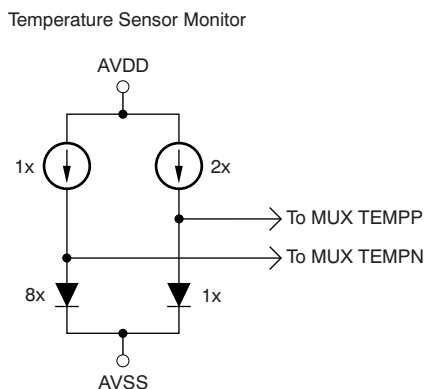 Temperature Sensor Monitor
AVDD
1x
2x
To MUX TEMPP
To MUX TEMPN
8x
1x
AVSS